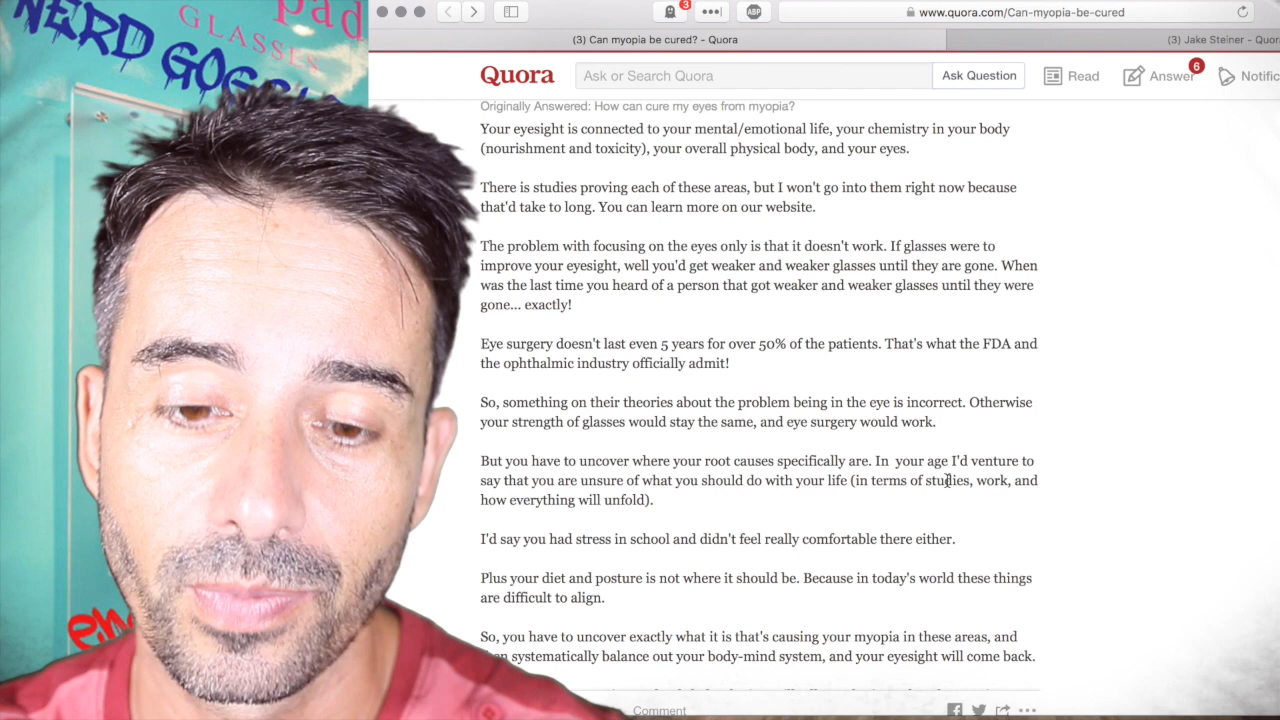 NERD GOGG
pad
GLASSES
3
ABP
www.quora.com/Can-myopia-be-cured
(3) Can myopia be cured? - Quora
(3) Jake Steiner - Quor
Quora
Ask or Search Quora
Ask Question
Read
Answer
6
Notific
Originally Answered: How can cure my eyes from myopia?
Your eyesight is connected to your mental/emotional life, your chemistry in your body
(nourishment and toxicity), your overall physical body, and your eyes.
There is studies proving each of these areas, but I won't go into them right now because
that'd take to long. You can learn more on our website.
The problem with focusing on the eyes only is that it doesn't work. If glasses were to
improve your eyesight, well you'd get weaker and weaker glasses until they are gone. When
was the last time you heard of a person that got weaker and weaker glasses until they were
gone... exactly!
Eye surgery doesn't last even 5 years for over 50% of the patients. That's what the FDA and
the ophthalmic industry officially admit!
So, something on their theories about the problem being in the eye is incorrect. Otherwise
your strength of glasses would stay the same, and eye surgery would work.
But you have to uncover where your root causes specifically are. In your age I'd venture to
say that you are unsure of what you should do with your life (in terms of studies, work, and
how everything will unfold).
I'd say you had stress in school and didn't feel really comfortable there either.
Plus your diet and posture is not where it should be. Because in today's world these things
are difficult to align.
So, you have to uncover exactly what it is that's causing your myopia in these areas, and
systematically balance out your body-mind system, and your eyesight will come back.
Comment